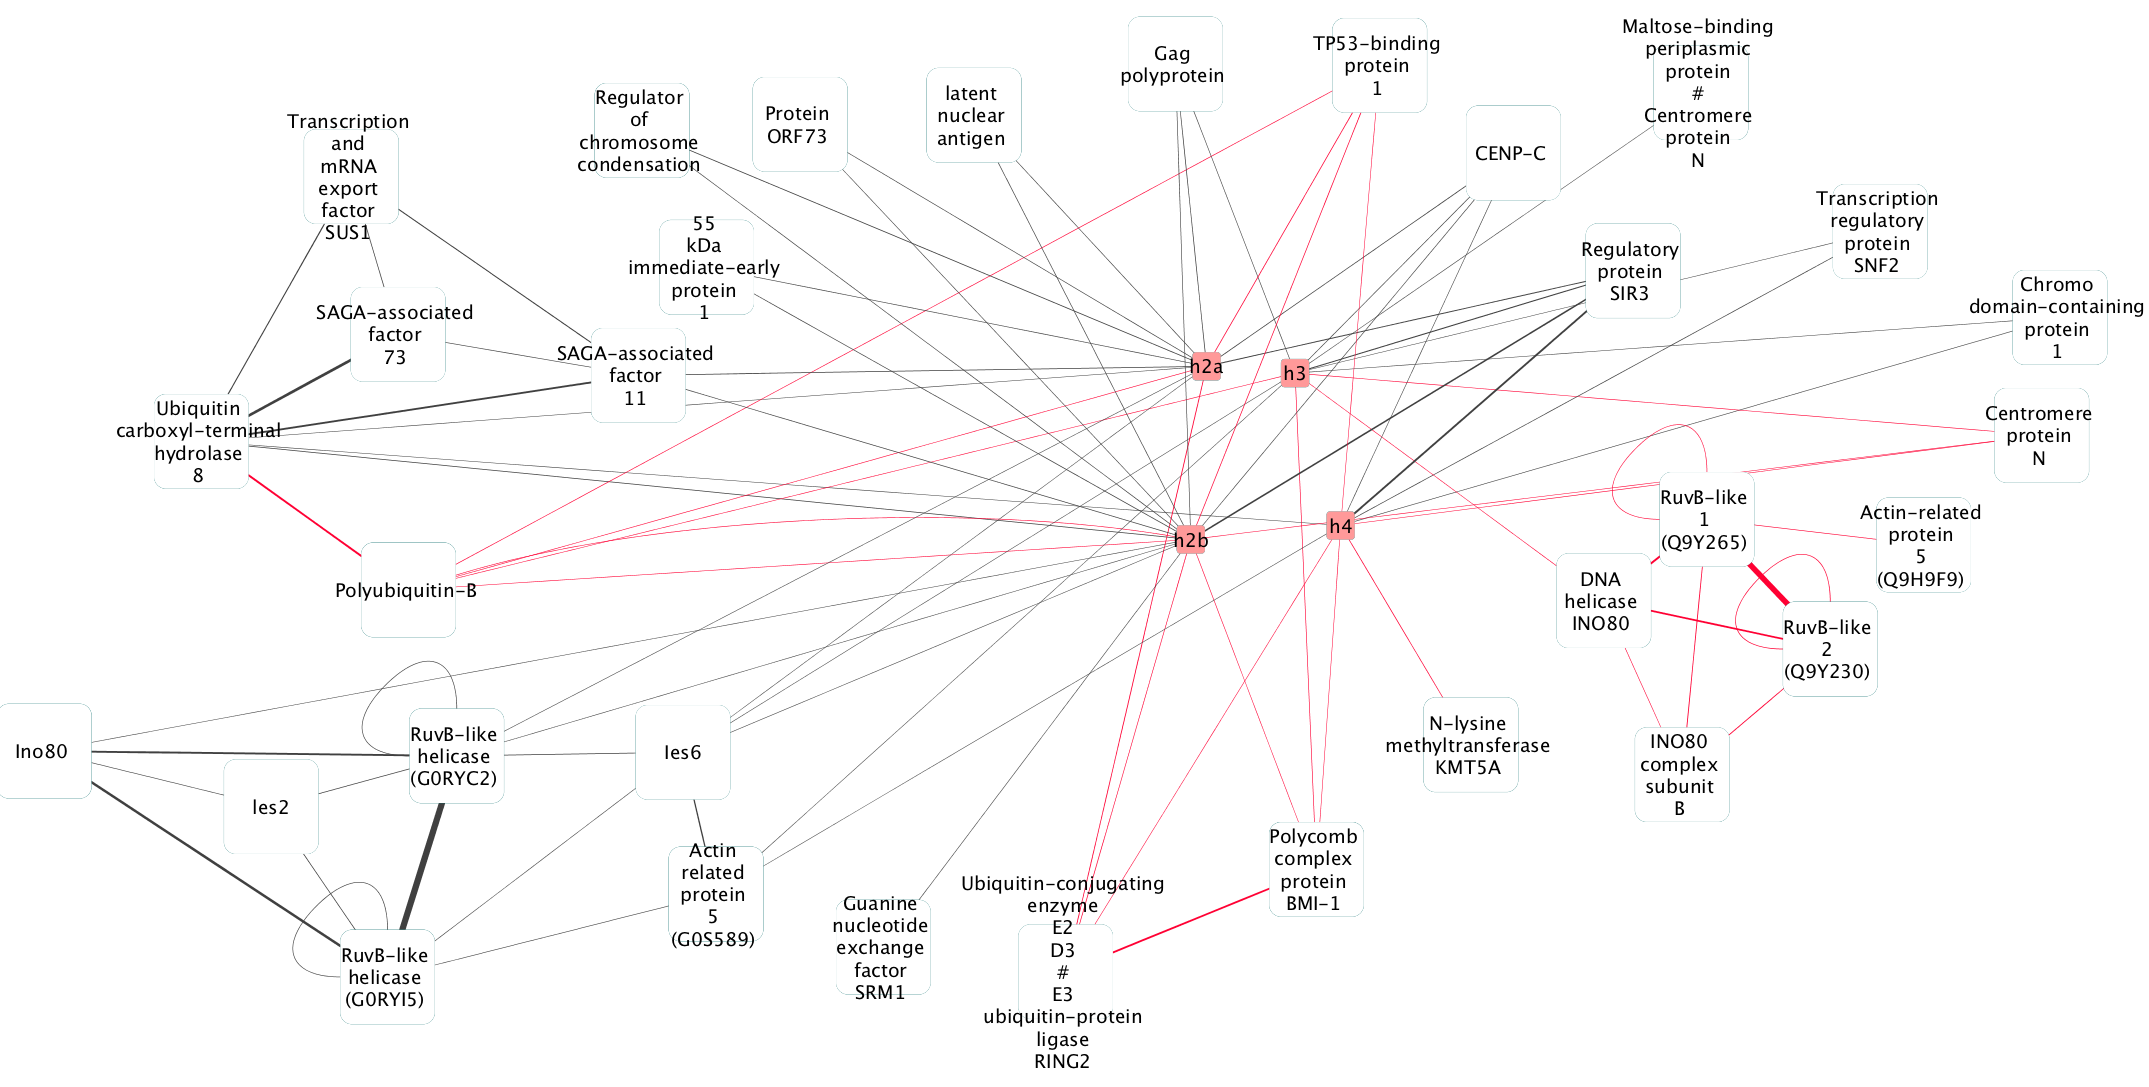 Gag
polyprotein
TP53-binding
protein
1
Maltose-binding
periplasmic
protein
#
Centromere
protein
N
Transcription
and
mRNA
export
factor
SUS1
Regulator
of
chromosome
condensation
Protein
ORF73
latent
nuclear
antigen
CENP-C
55
kDa
immediate-early
protein
1
Regulatory
protein
SIR3
Transcription
regulatory
protein
SNF2
Chromo
domain-containing
protein
1
SAGA-associated
factor
73
SAGA-associated
factor
11
h2a
h3
Ubiquitin
carboxyl-terminal
hydrolase
8
Centromere
protein
N
h2b
h4
RuvB-like
1
(Q9Y265)
Actin-related
protein
5
(Q9H9F9)
Polyubiquitin-B
DNA
helicase
INO80
RuvB-like
2
(Q9Y230)
Ino80
RuvB-like
helicase
(G0RYC2)
Ies6
Ies2
N-lysine
methyltransferase
KMT5A
INO80
complex
subunit
B
Actin
related
protein
5
(G0S589)
Polycomb
complex
protein
BMI-1
RuvB-like
helicase
(G0RYI5)
Guanine
nucleotide
exchange
factor
SRM1
Ubiquitin-conjugating
enzyme
E2
D3
#
E3
ubiquitin-protein
ligase
RING2